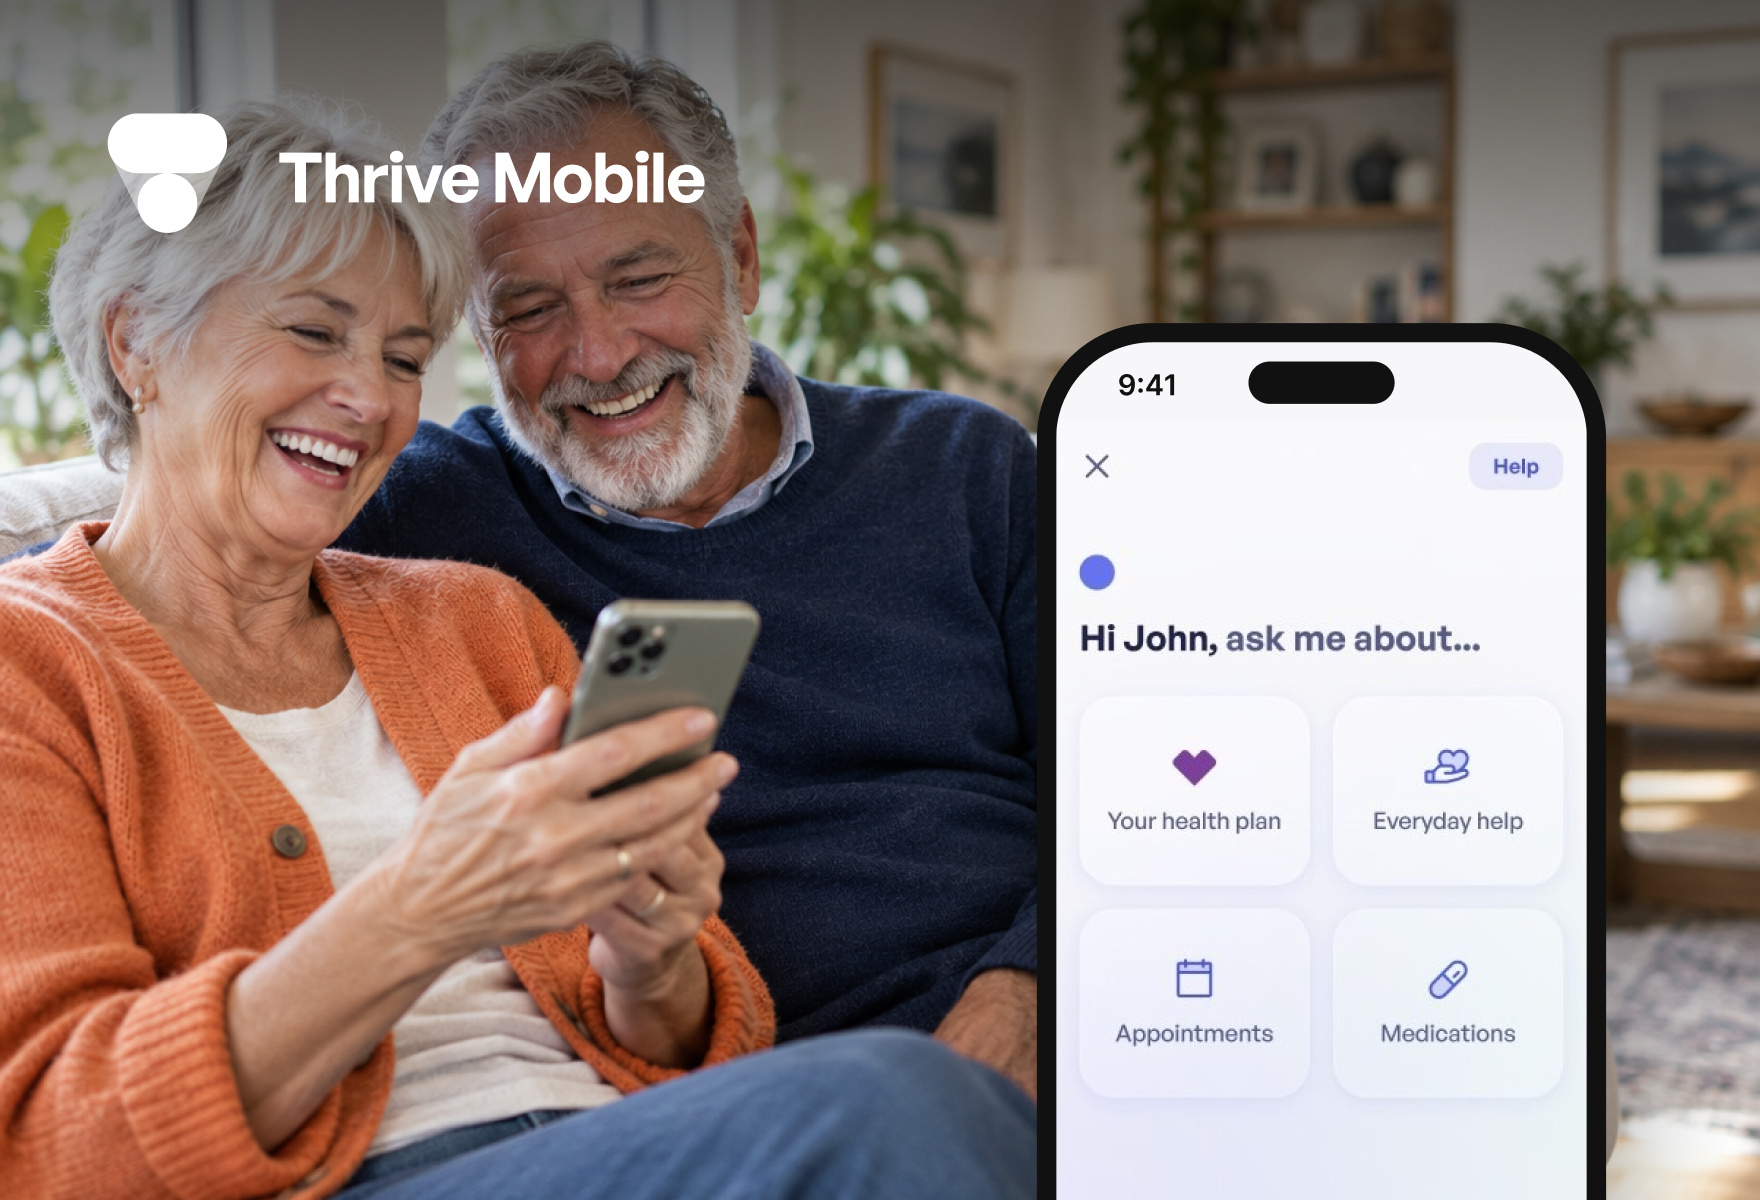 Thrive Mobile
9:41
Help
Hi John, ask me about...
Your health plan
Everyday help
Appointments
Medications